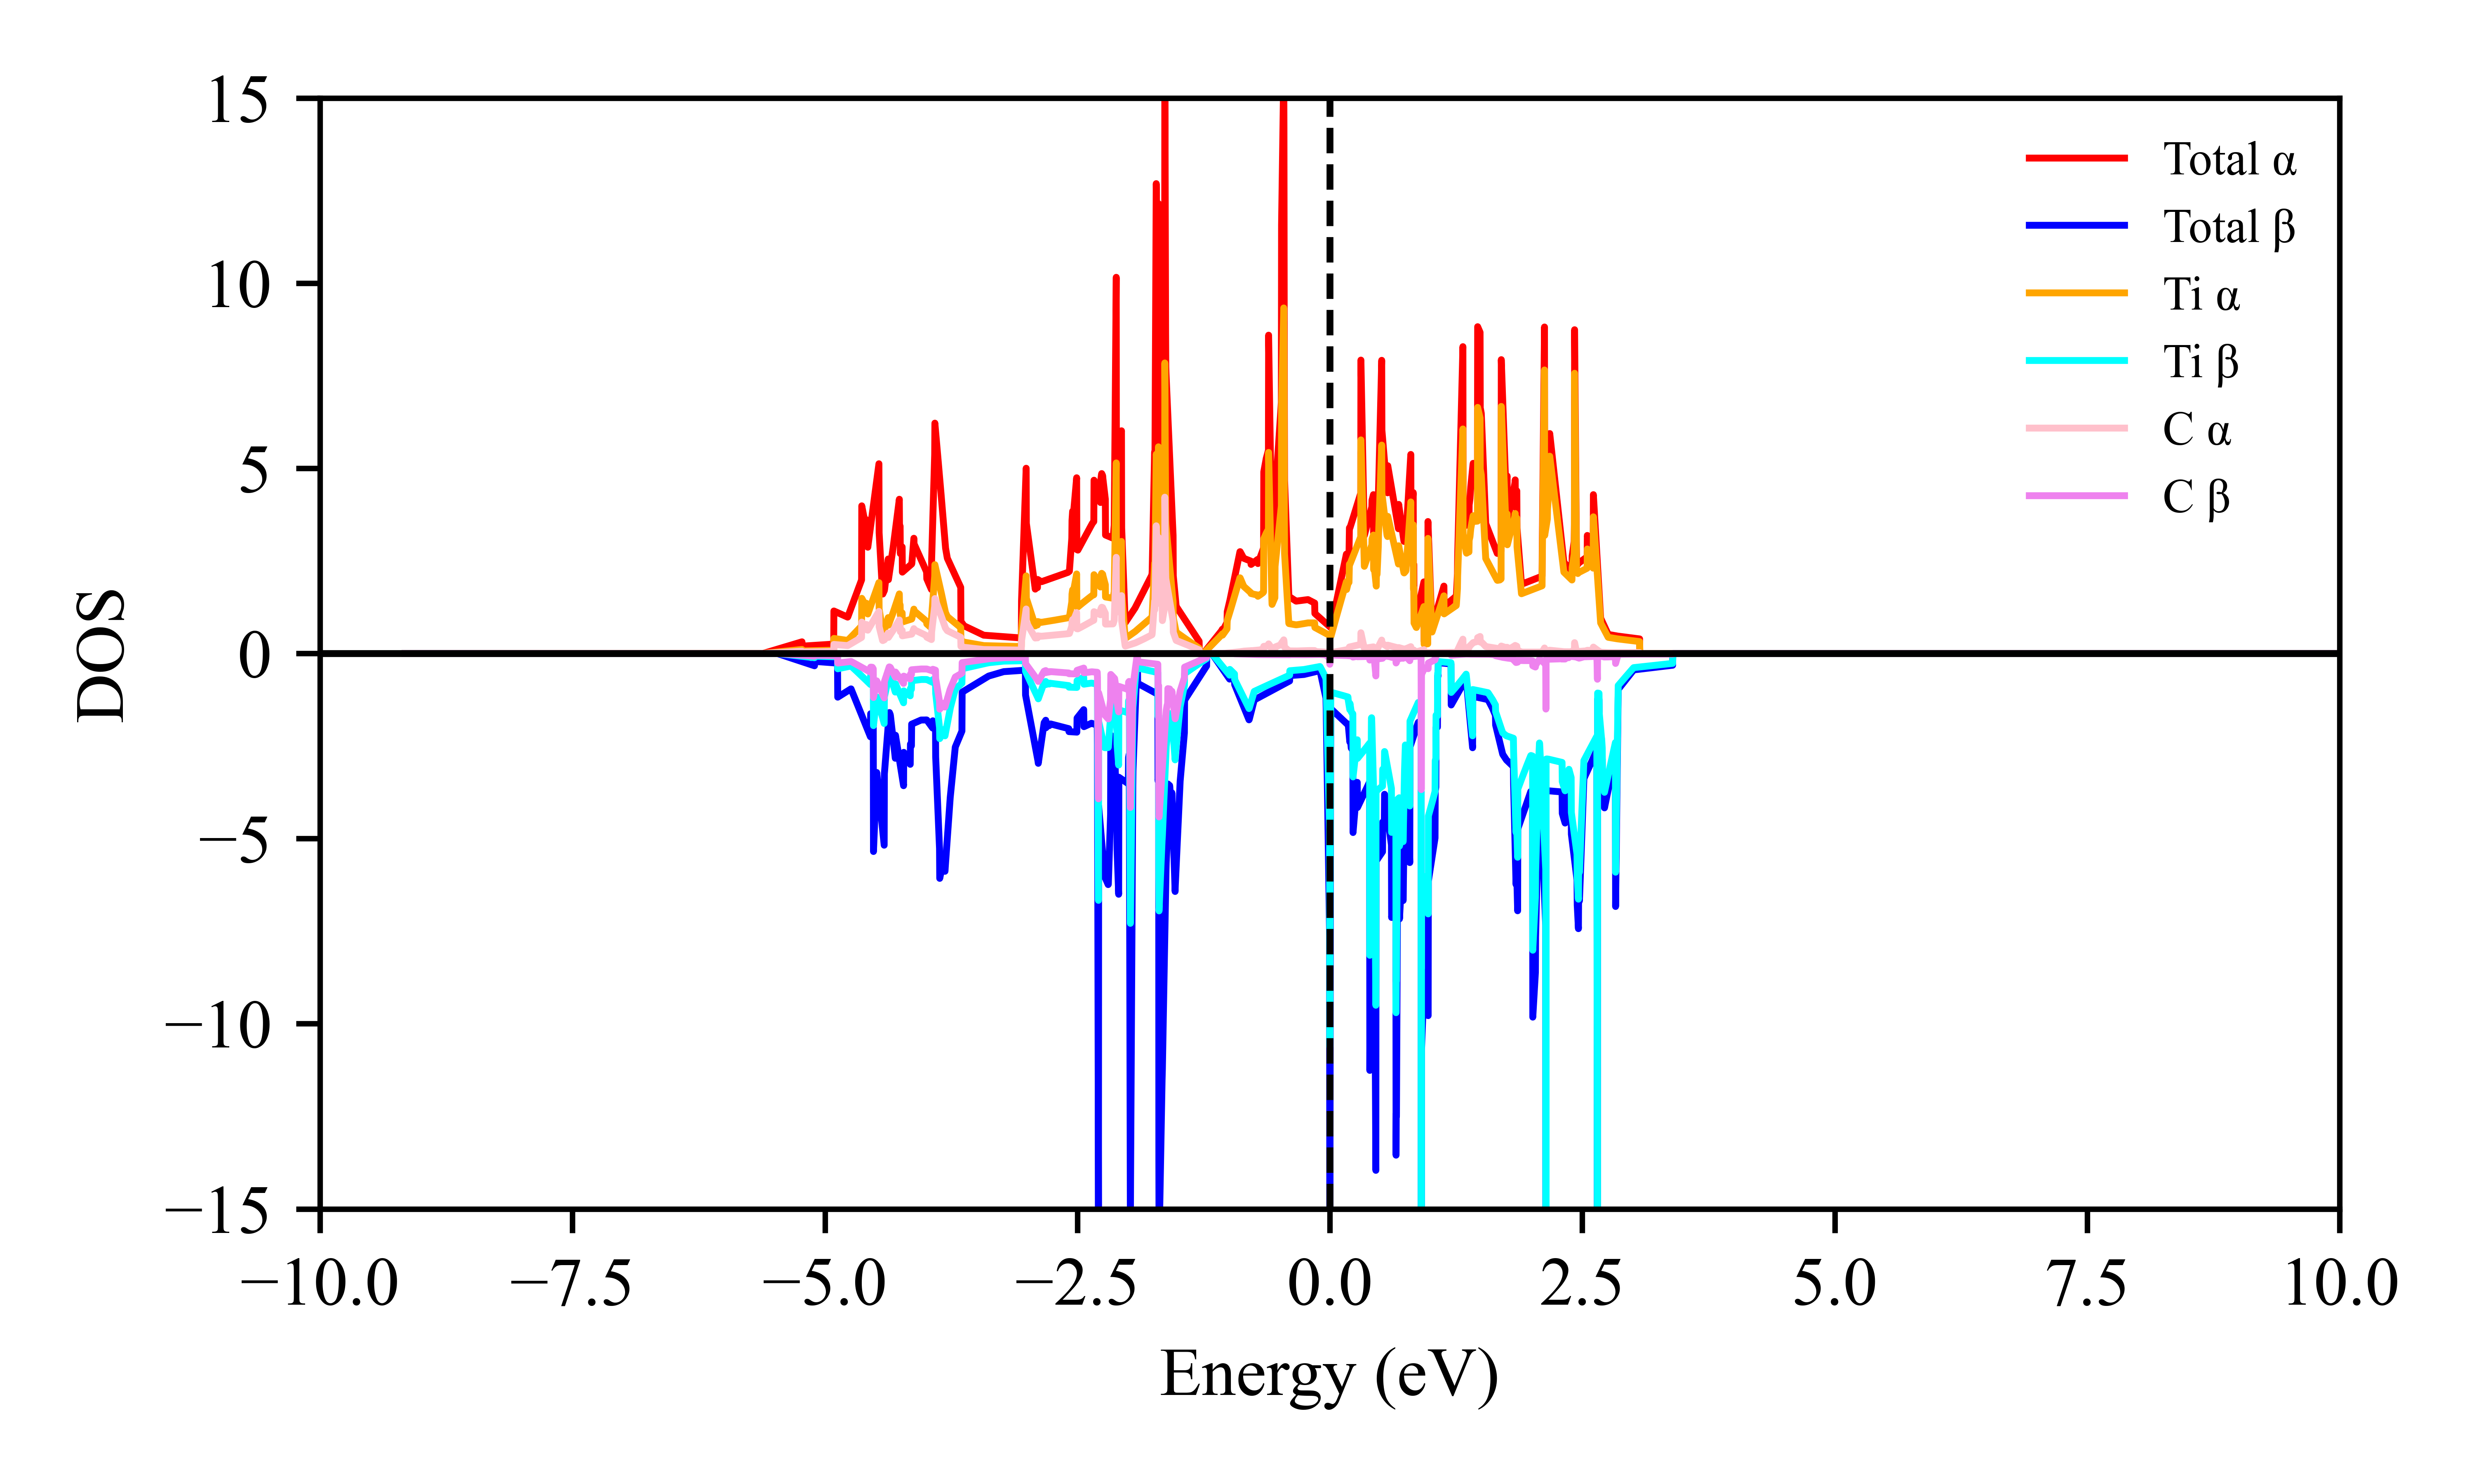 15
10
5
0
−5
−10
−15
DOS
−10.0 −7.5 −5.0 −2.5 0.0 2.5 5.0 7.5 10.0
Energy (eV)
Total α
Total β
Ti α
Ti β
C α
C β